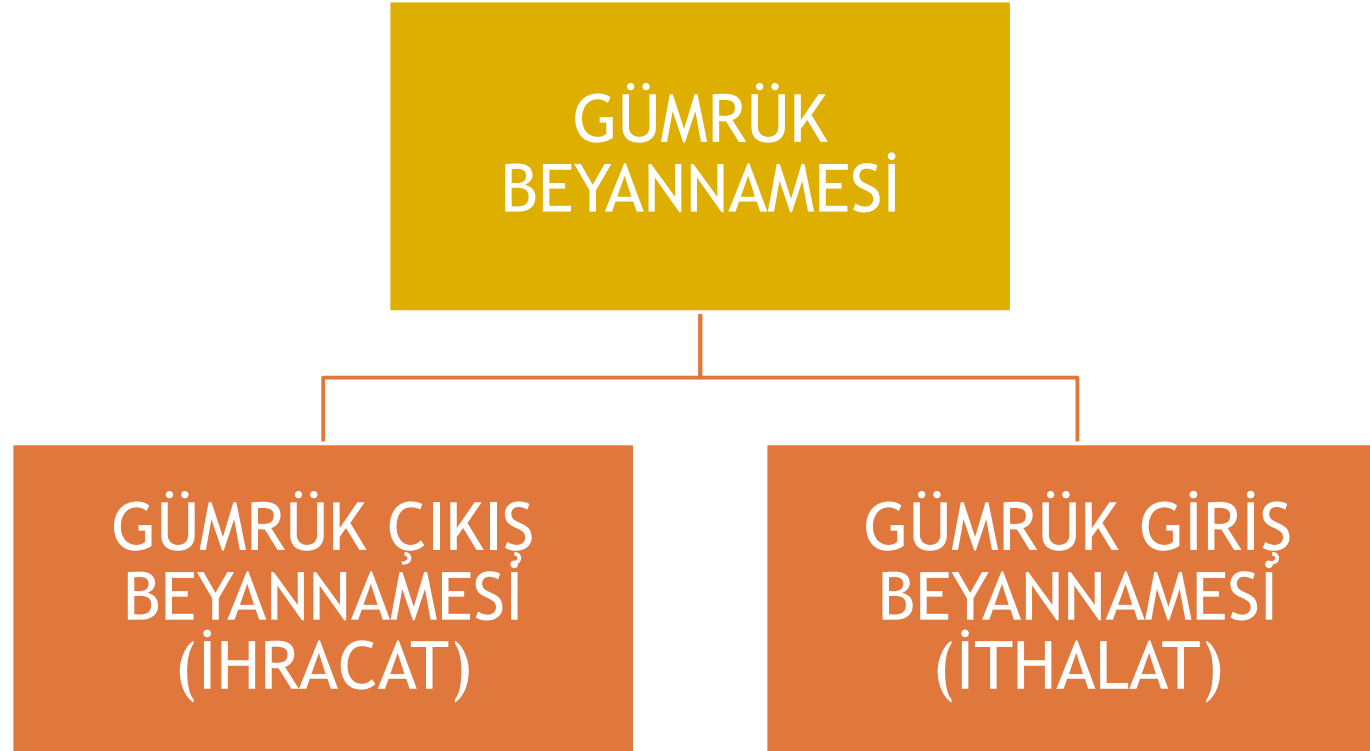 GÜMRÜK
BEYANNAMESİ
GÜMRÜK ÇIKIŞ
BEYANNAMESİ
(İHRACAT)
GÜMRÜK GİRİŞ
BEYANNAMESİ
(İTHALAT)